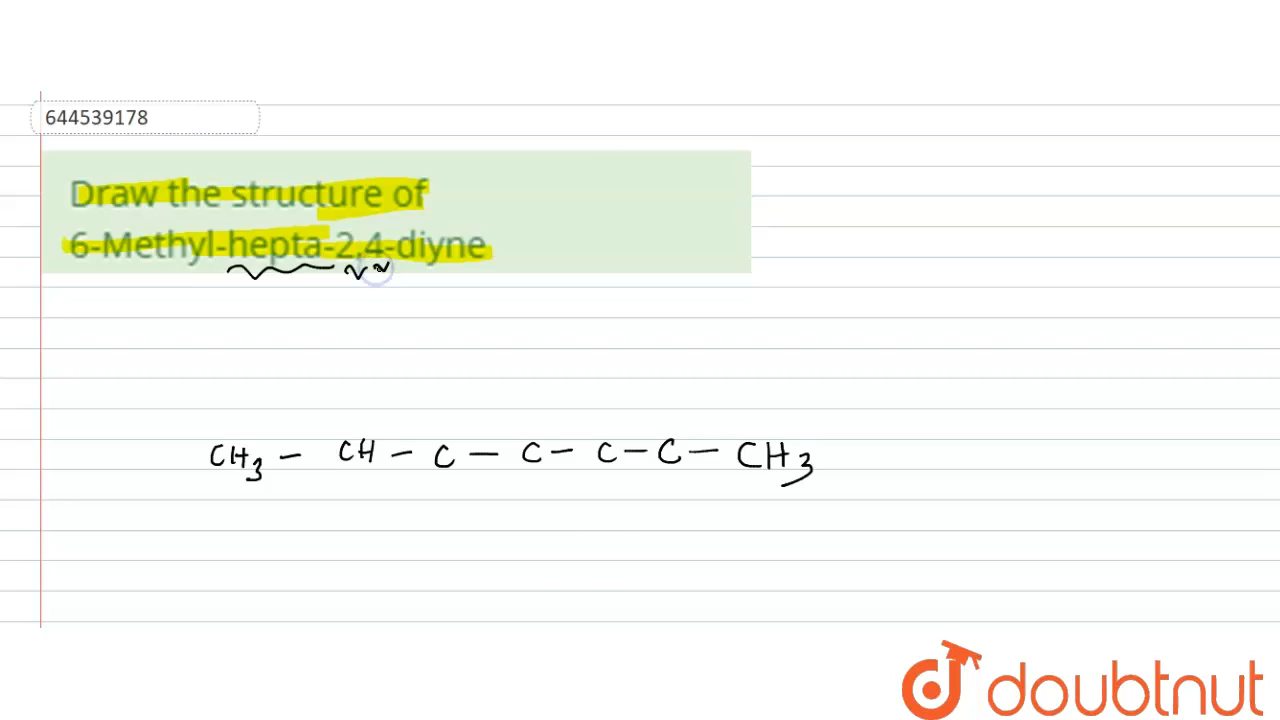 644539178
Draw the structure of
6-Methyl-hepta-2,4-diyne
CH3 - CH - C - C - C - C - CH3
doubtnut